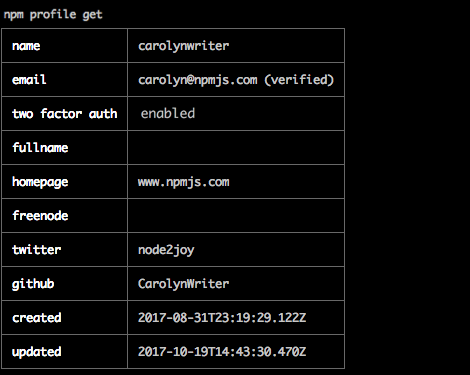 npm profile get
name carolynwriter
email carolyn@npmjs.com (verified)
two factor auth enabled
fullname
homepage www.npmjs.com
freenode
twitter node2joy
github CarolynWriter
created 2017-08-31T23:19:29.122Z
updated 2017-10-19T14:43:30.470Z